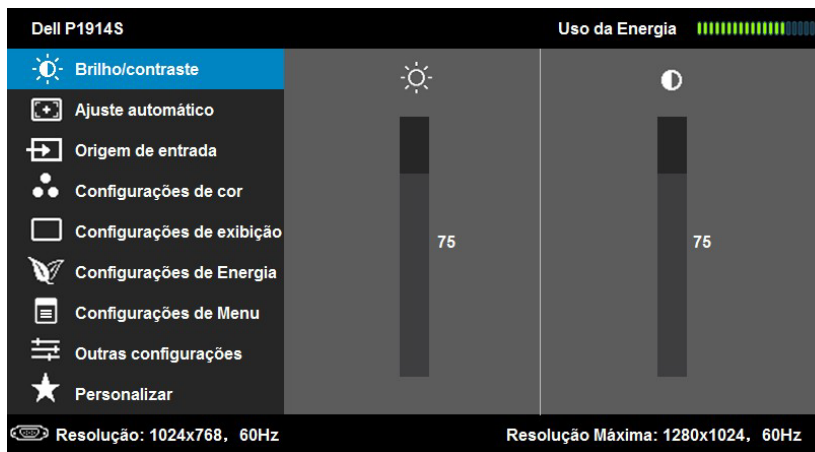 Dell P1914S
Uso da Energia
Brilho/contraste
Ajuste automático
Origem de entrada
Configurações de cor
Configurações de exibição
Configurações de Energia
Configurações de Menu
Outras configurações
Personalizar
75
75
Resolução: 1024x768, 60Hz
Resolução Máxima: 1280x1024, 60Hz